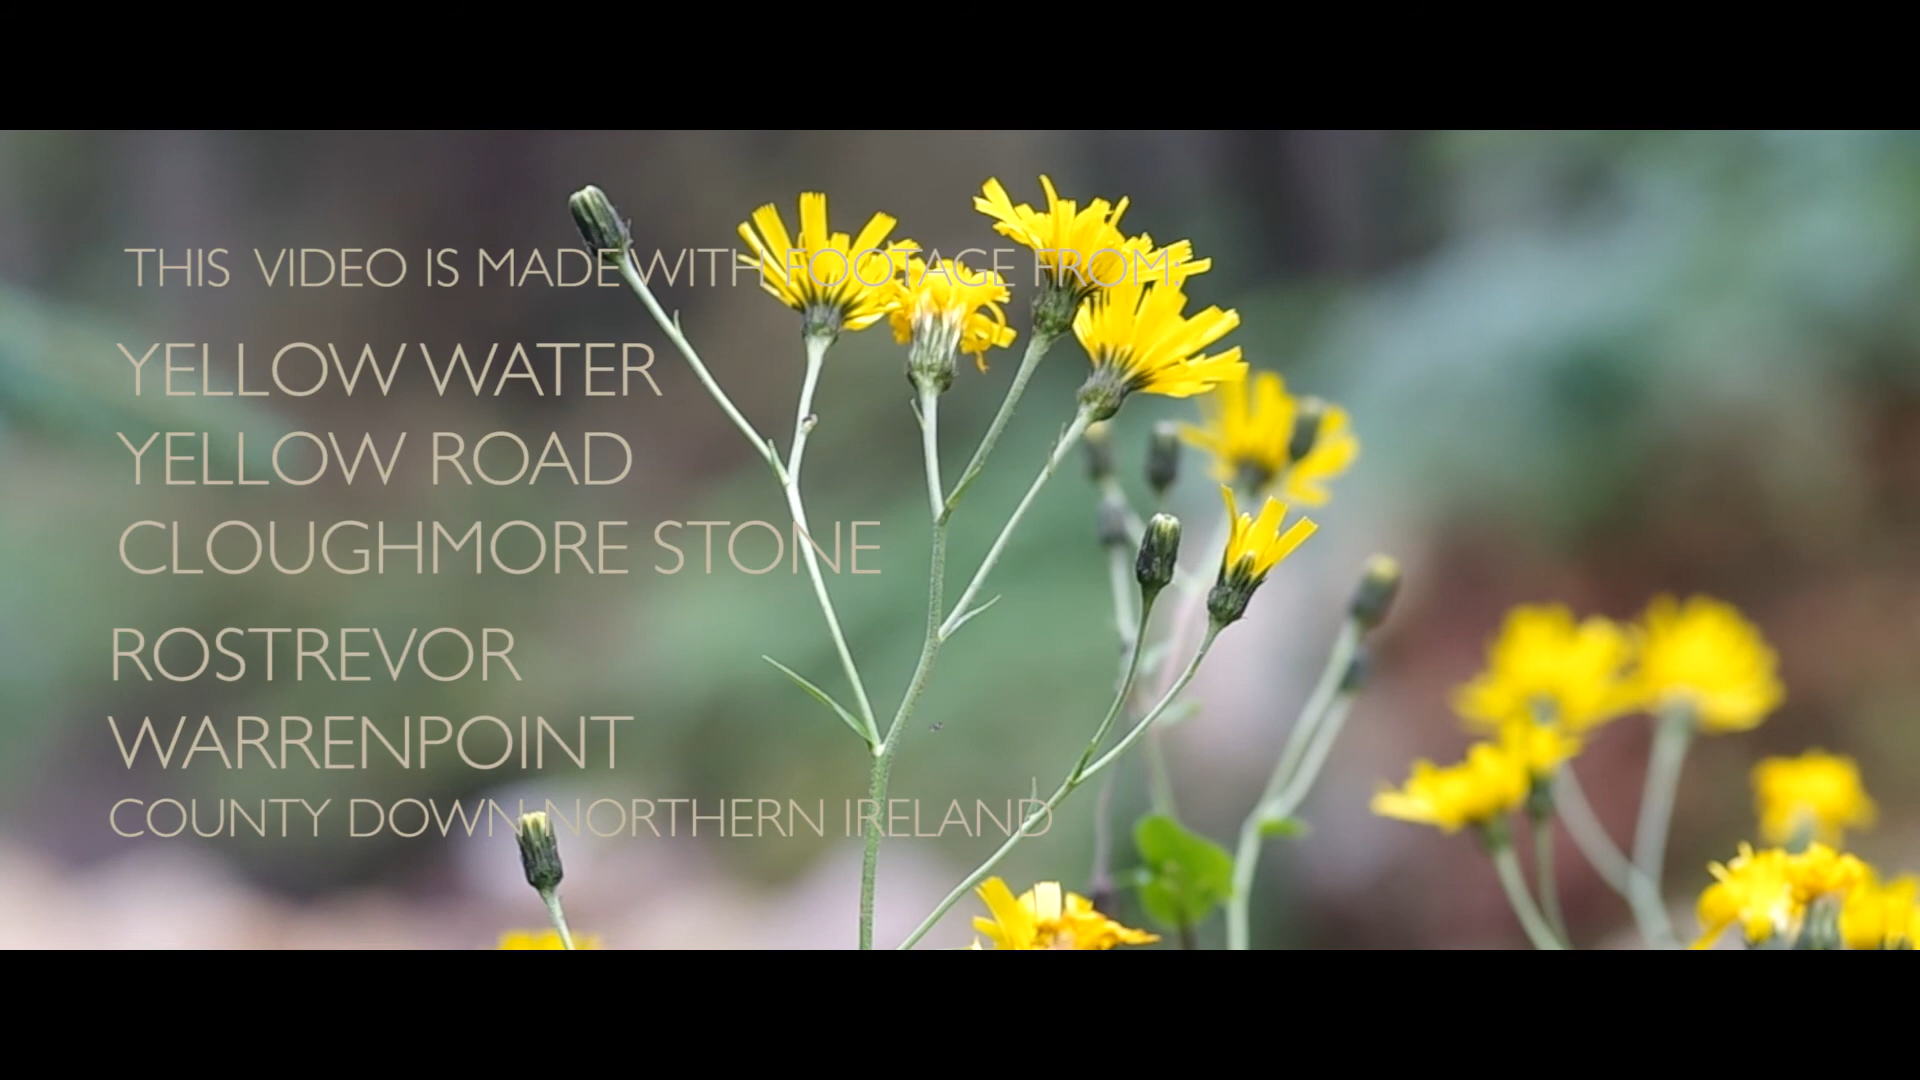 THIS VIDEO IS MADE WITH FOOTAGE FROM:
YELLOW WATER
YELLOW ROAD
CLOUGHMORE STONE
ROSTREVOR
WARRENPOINT
COUNTY DOWN NORTHERN IRELAND